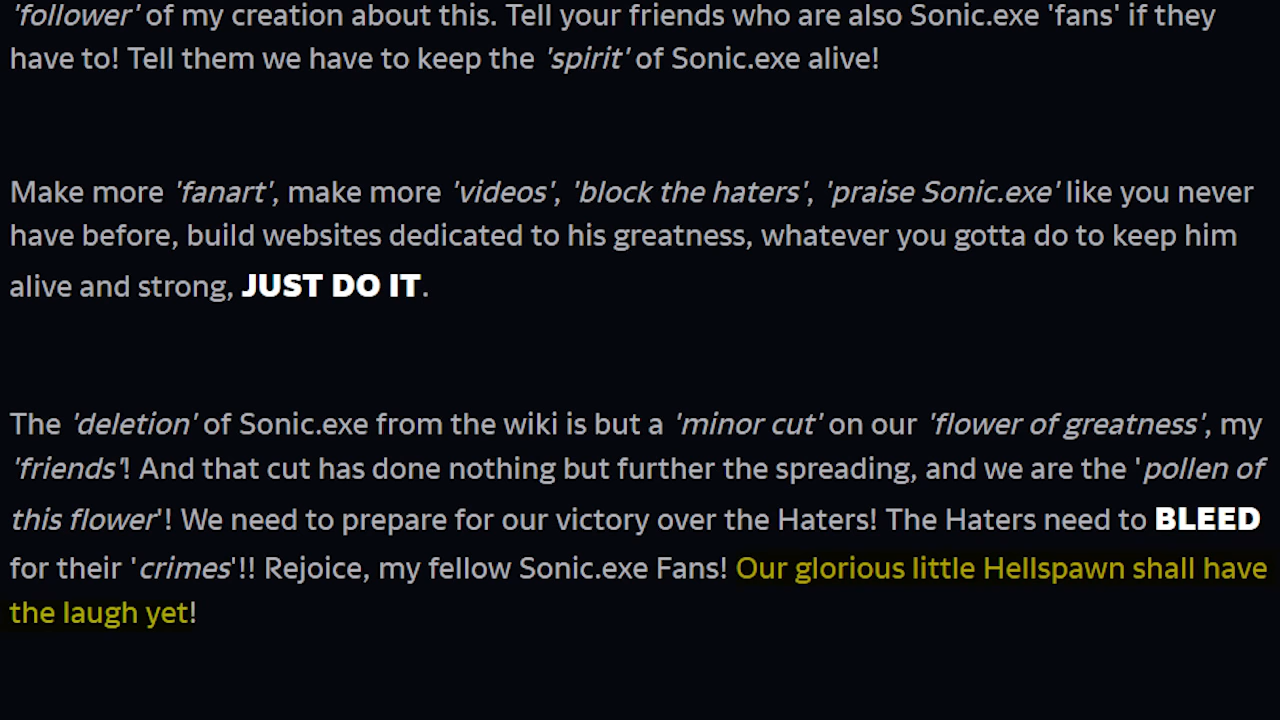 'follower' of my creation about this. Tell your friends who are also Sonic.exe 'fans' if they
have to! Tell them we have to keep the 'spirit' of Sonic.exe alive!
Make more 'fanart', make more 'videos', 'block the haters', 'praise Sonic.exe' like you never
have before, build websites dedicated to his greatness, whatever you gotta do to keep him
alive and strong, JUST DO IT.
The 'deletion' of Sonic.exe from the wiki is but a 'minor cut' on our 'flower of greatness', my
'friends'! And that cut has done nothing but further the spreading, and we are the 'pollen of
this flower'! We need to prepare for our victory over the Haters! The Haters need to BLEED
for their 'crimes'!! Rejoice, my fellow Sonic.exe Fans! Our glorious little Hellspawn shall have
the laugh yet!